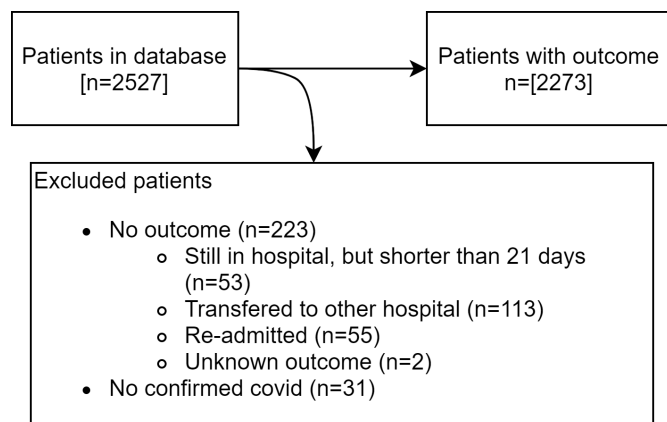 Patients in database
[n=2527]
Patients with outcome
n=[2273]
Excluded patients
No outcome (n=223)
Still in hospital, but shorter than 21 days
(n=53)
Transfered to other hospital (n=113)
Re-admitted (n=55)
Unknown outcome (n=2)
No confirmed covid (n=31)